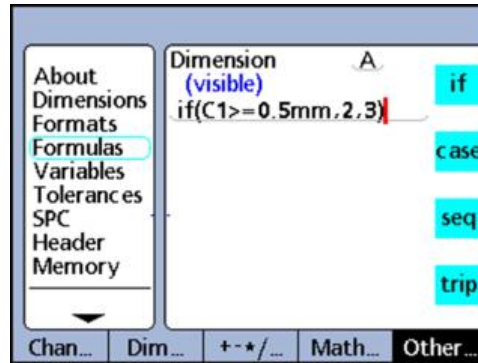 About
Dimensions
Formats
Formulas
Variables
Tolerances
SPC
Header
Memory
Dimension A
(visible)
if(C1>=0.5mm,2,3)
if
case
seq
trip
Chan... Dim... +-*/... Math... Other...